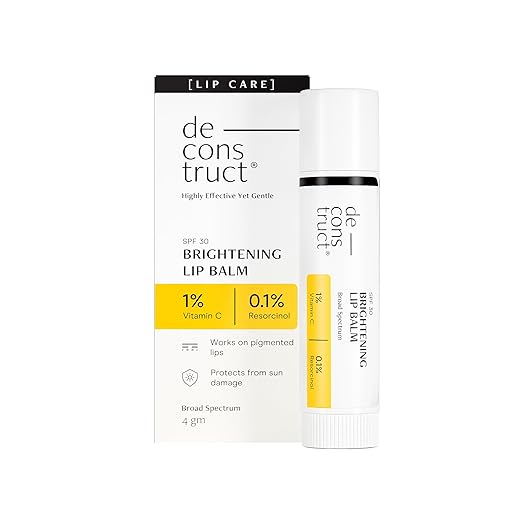 [LIP CARE]
de
cons
truct®
Highly Effective Yet Gentle
SPF 30
BRIGHTENING
LIP BALM
1%
Vitamin C
0.1%
Resorcinol
Works on pigmented
lips
Protects from sun
damage
Broad Spectrum
4 gm
de
cons
truct®
SPF 30
BRIGHTENING
LIP BALM
Broad Spectrum
1%
Vitamin C
0.1%
Resorcinol